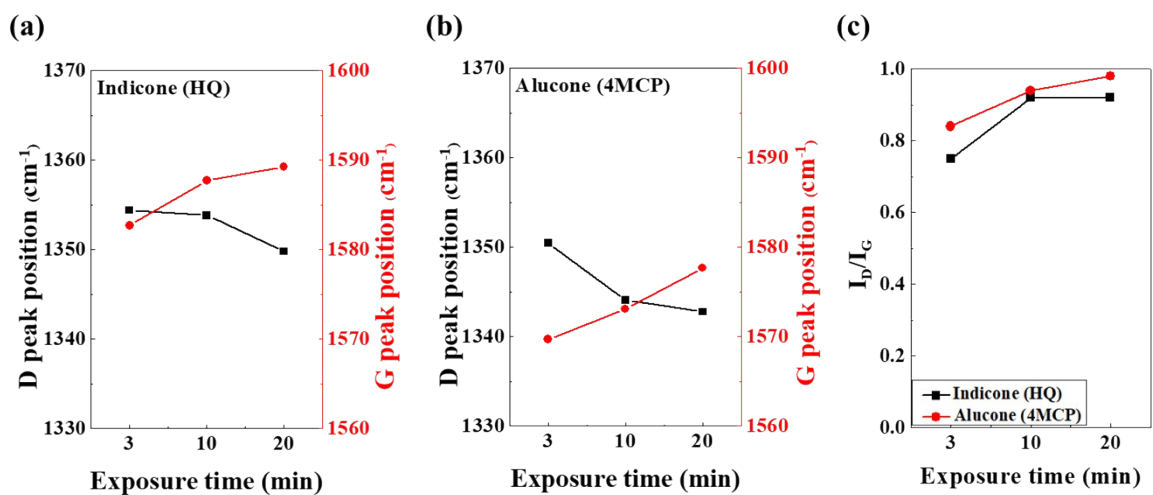 (a)
Indicone (HQ)
D peak position (cm⁻¹)
1370
1360
1350
1340
1330
G peak position (cm⁻¹)
1600
1590
1580
1570
1560
3 10 20
Exposure time (min)
(b)
Alucone (4MCP)
D peak position (cm⁻¹)
1370
1360
1350
1340
1330
G peak position (cm⁻¹)
1600
1590
1580
1570
1560
3 10 20
Exposure time (min)
(c)
I_D/I_G
1.0
0.8
0.6
0.4
0.2
0.0
Indicone (HQ)
Alucone (4MCP)
3 10 20
Exposure time (min)